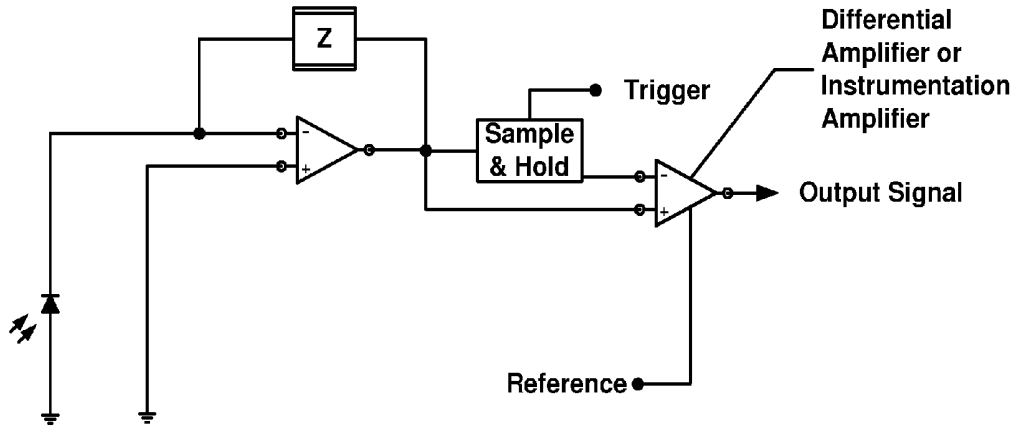 Z
Differential
Amplifier or
Instrumentation
Amplifier
Trigger
Sample
& Hold
-
+
-
+
Output Signal
Reference